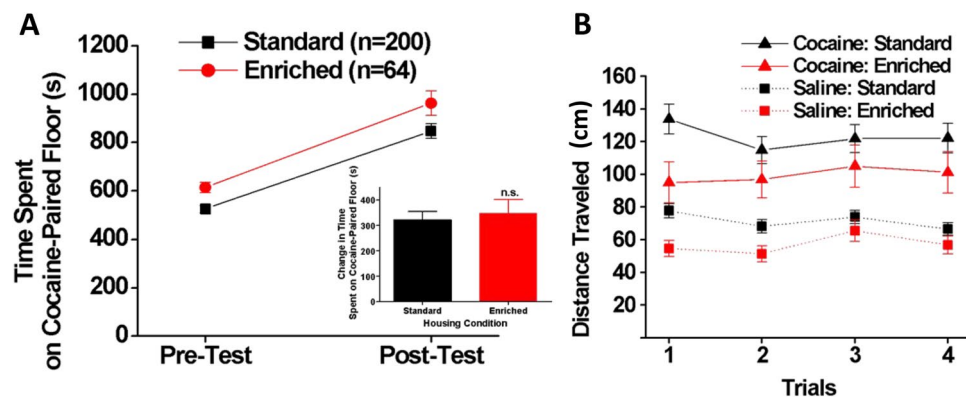 A
Standard (n=200)
Enriched (n=64)
Time Spent
on Cocaine-Paired Floor (s)
1200
1000
800
600
400
200
0
Pre-Test
Post-Test
Change in Time
Spent on Cocaine-Paired Floor (s)
400
300
200
100
0
n.s.
Standard
Enriched
Housing Condition
B
Cocaine: Standard
Cocaine: Enriched
Saline: Standard
Saline: Enriched
Distance Traveled (cm)
160
140
120
100
80
60
40
20
1
2
3
4
Trials